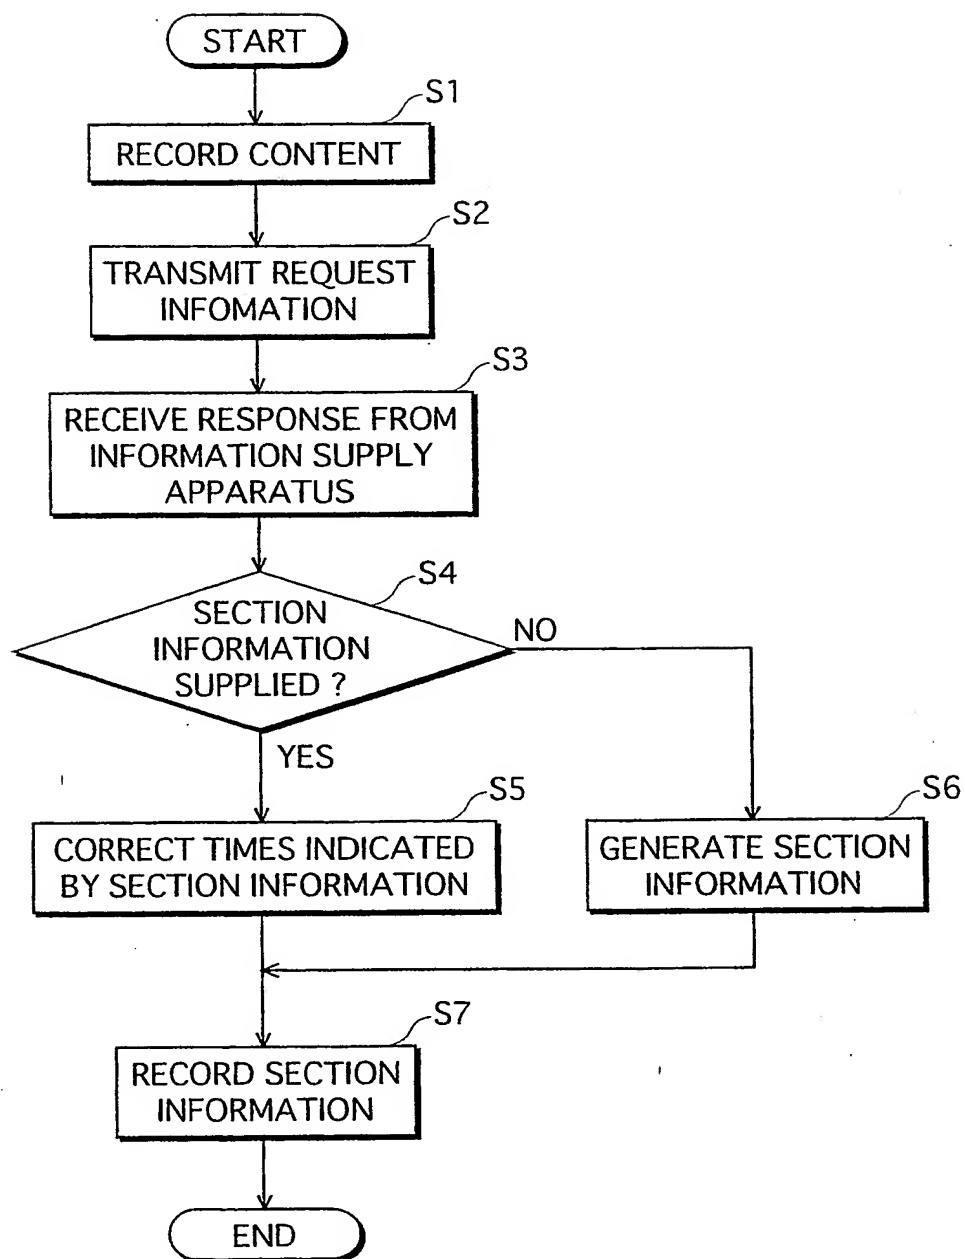 START
S1
RECORD CONTENT
S2
TRANSMIT REQUEST
INFOMATION
S3
RECEIVE RESPONSE FROM
INFORMATION SUPPLY
APPARATUS
S4
SECTION
INFORMATION
SUPPLIED ?
NO
YES
S5
CORRECT TIMES INDICATED
BY SECTION INFORMATION
S6
GENERATE SECTION
INFORMATION
S7
RECORD SECTION
INFORMATION
END